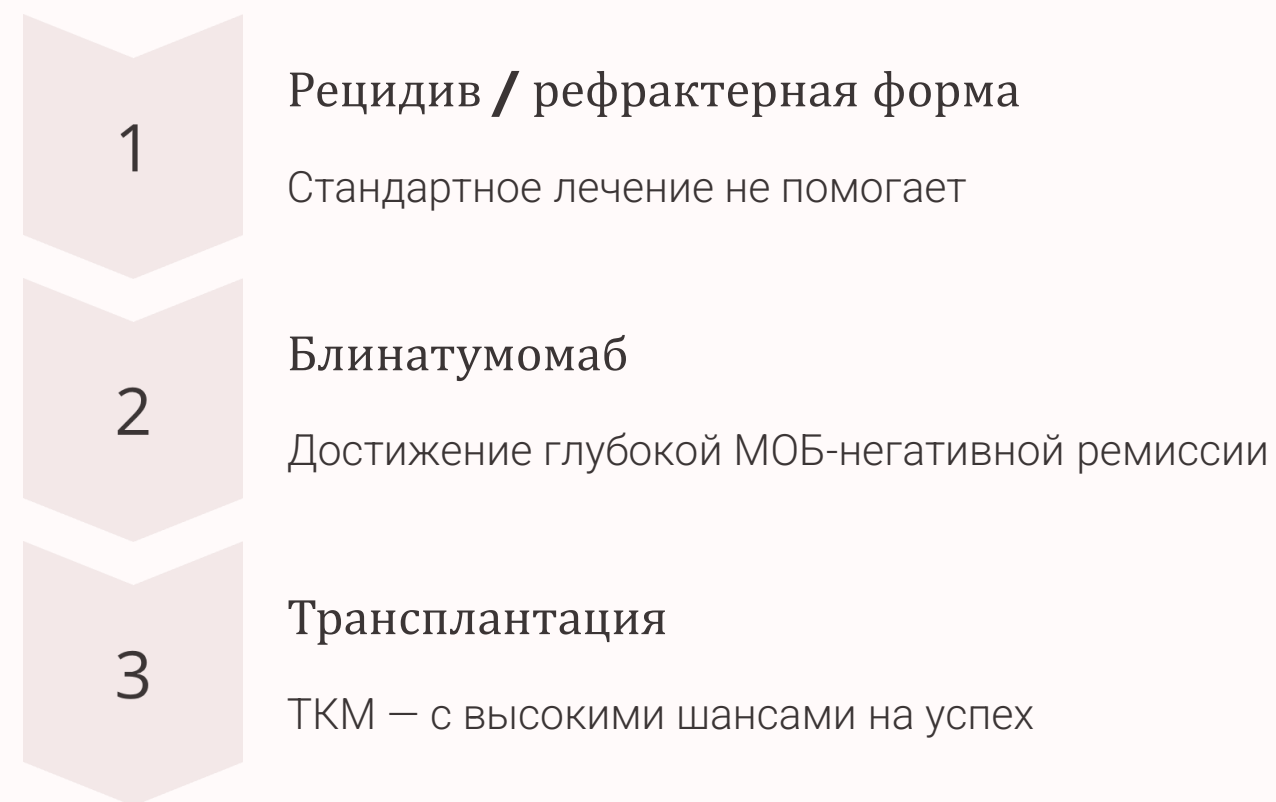 1
Рецидив / рефрактерная форма
Стандартное лечение не помогает
2
Блинатумомаб
Достижение глубокой МОБ-негативной ремиссии
3
Трансплантация
ТКМ — с высокими шансами на успех